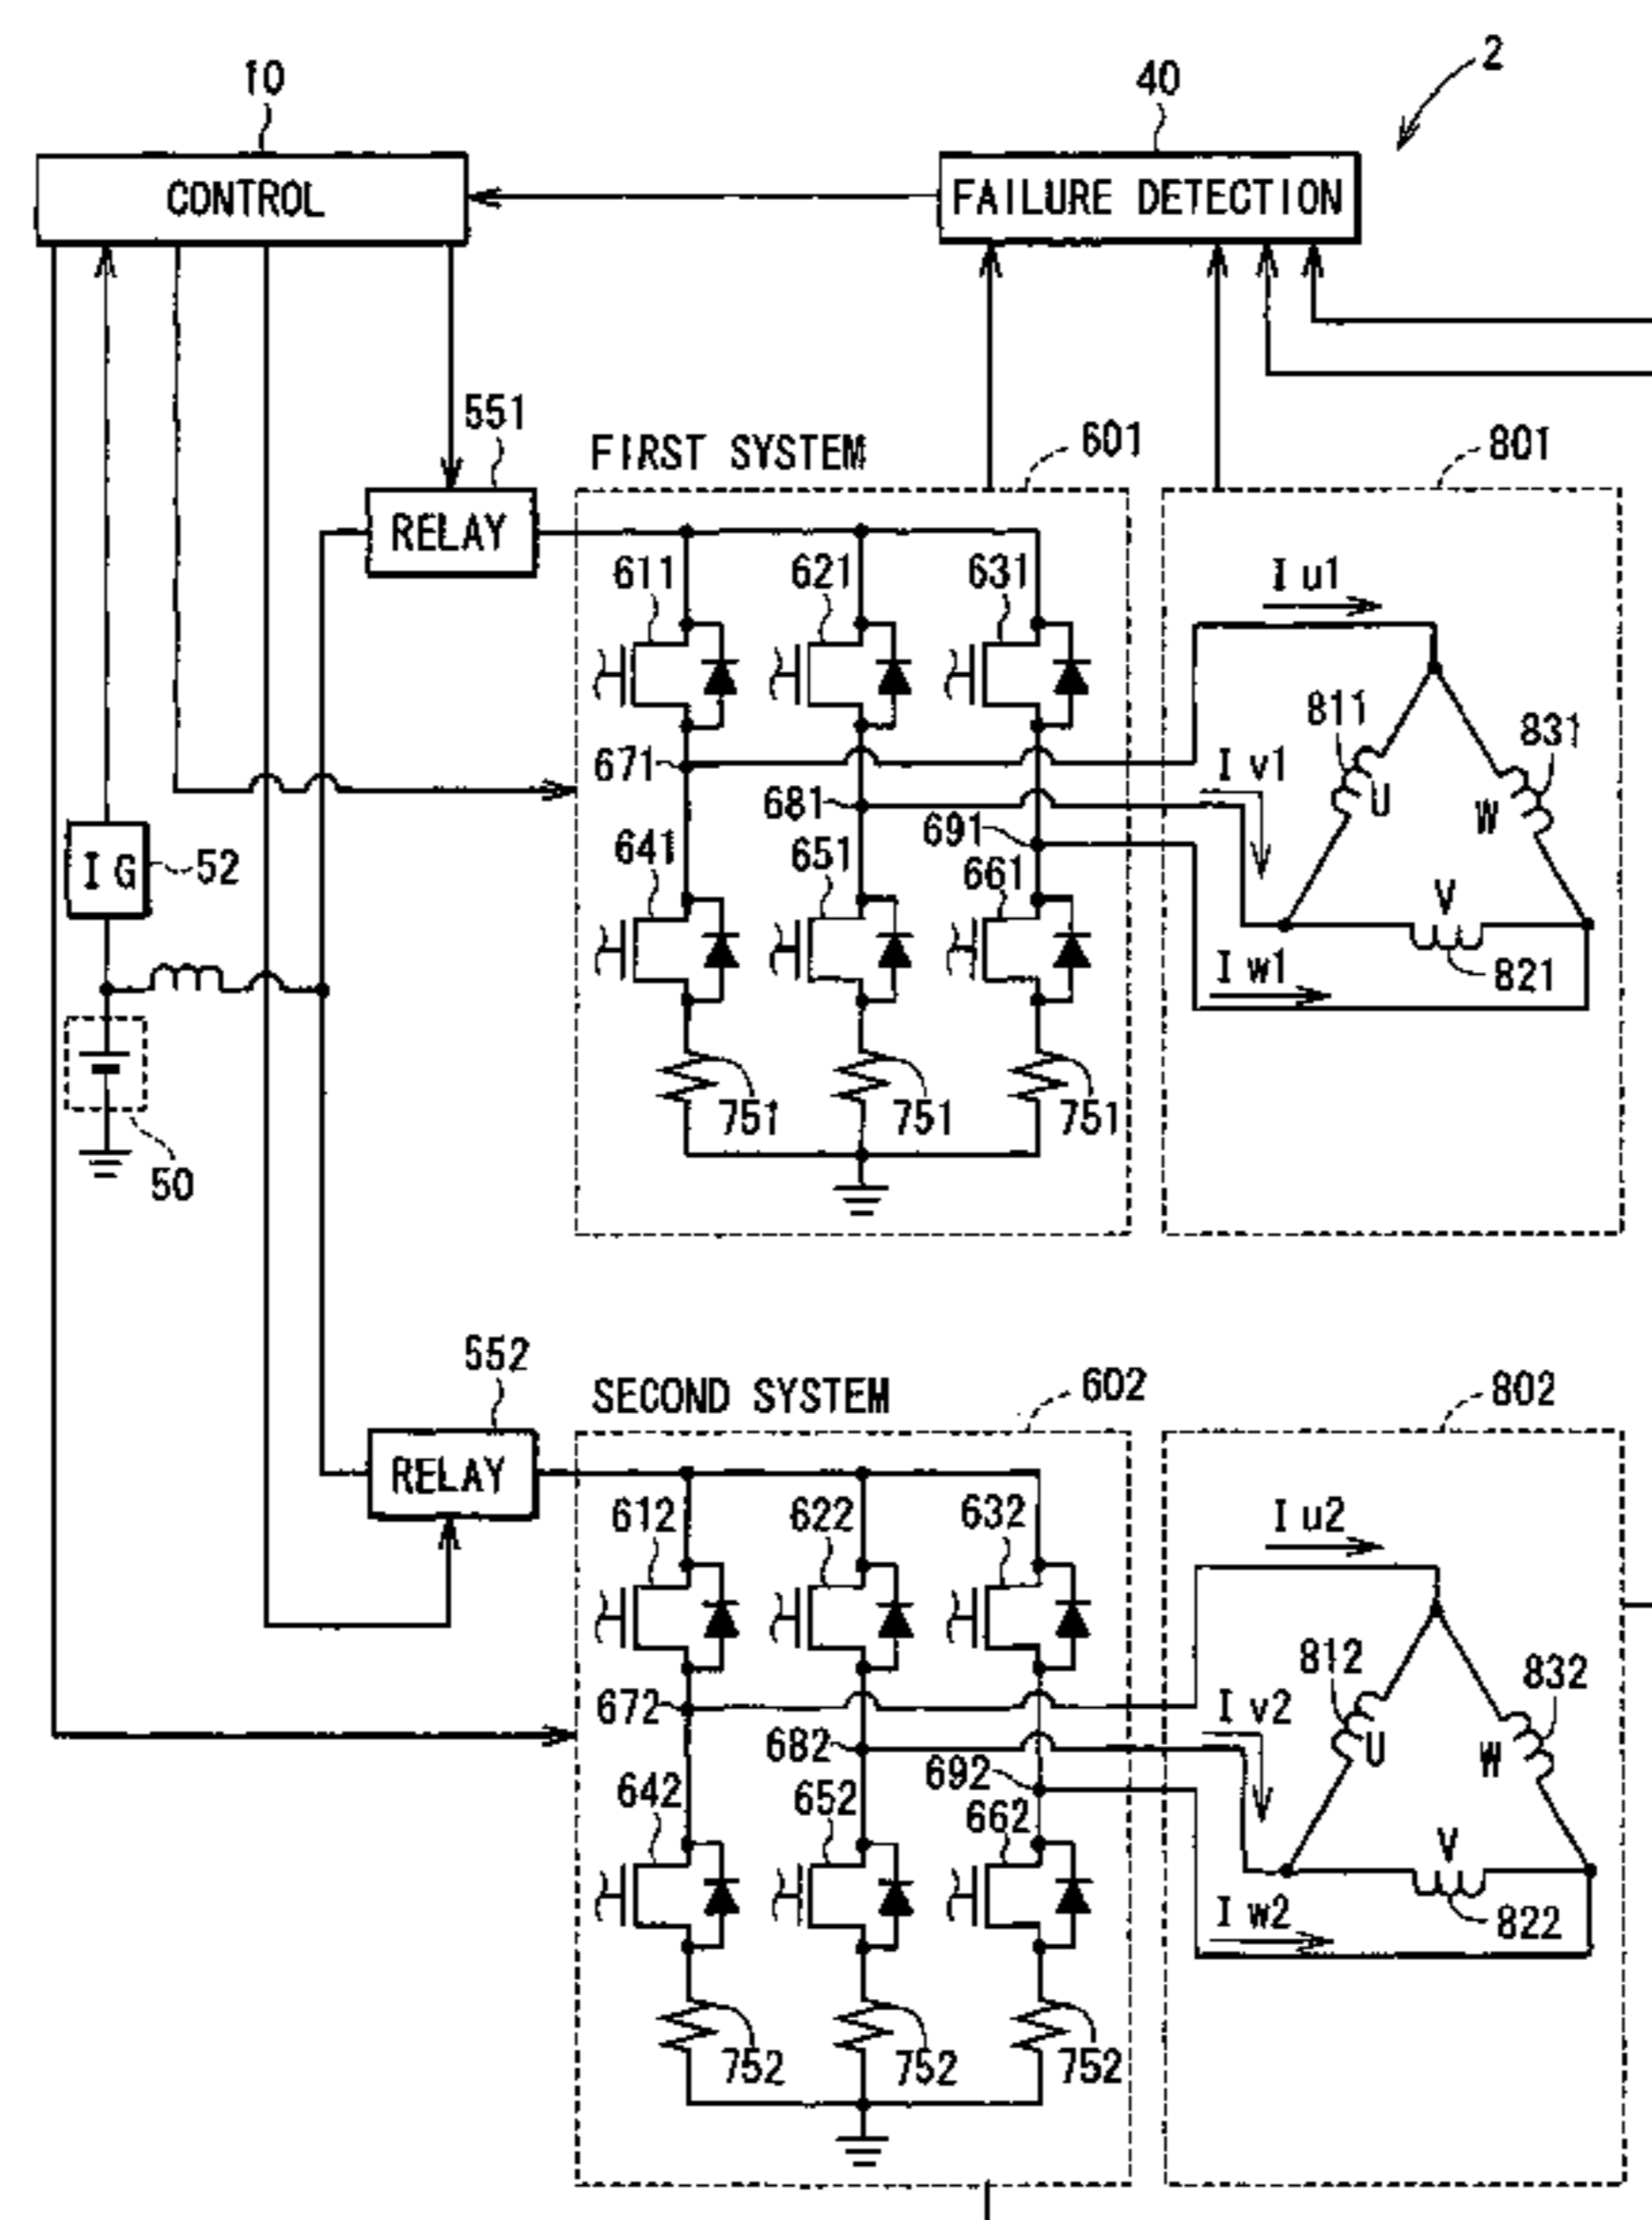 10
40
2
CONTROL
FAILURE DETECTION
551
FIRST SYSTEM
601
801
RELAY
611
621
631
I u1
811
831
671
I v1
681
U
W
691
641
651
661
I G
52
V
I w1
821
751
751
751
50
552
SECOND SYSTEM
602
802
RELAY
612
622
632
I u2
812
832
672
I v2
682
U
W
692
642
652
662
V
I w2
822
752
752
752